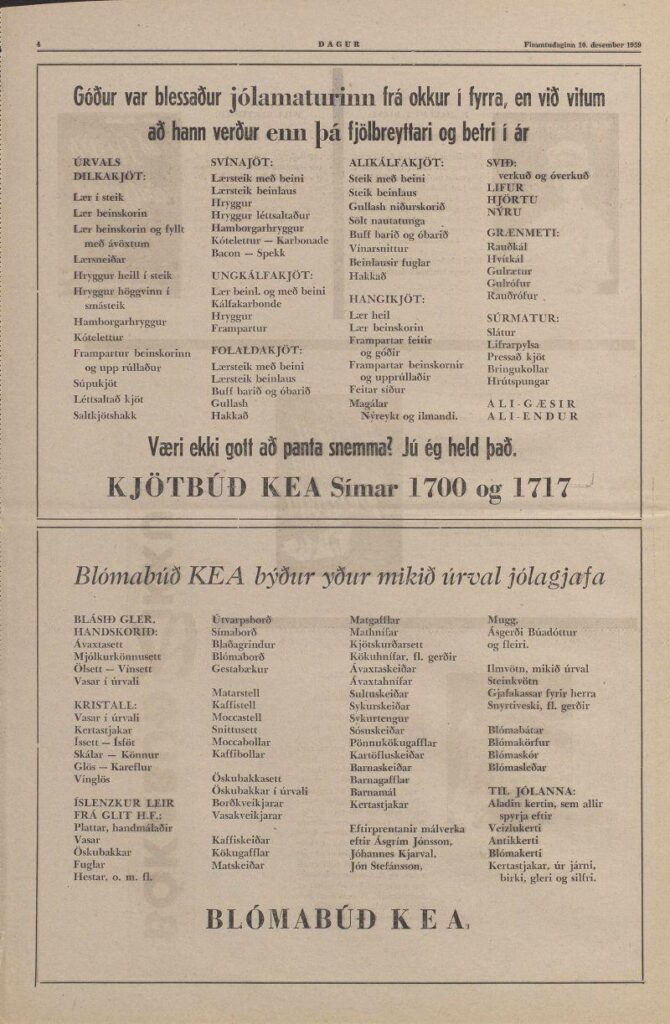 4
DAGUR
Fimmtudaginn 10. desember 1959
Góður var blessaður jólamaturinn frá okkur í fyrra, en við vitum
að hann verður enn þá fjölbreyttari og betri í ár
ÚRVALS
DILKAKJÖT:
Lær í steik
Lær beinskorin
Lær beinskorin og fyllt
með ávöxtum
Lærsneiðar
Hryggur heill í steik
Hryggur höggvinn í
smásteik
Hamborgarhryggur
Kótelettur
Frampartur beinskorinn
og upp rúllaður
Súpukjöt
Léttsaltað kjöt
Saltkjötshakk
SVÍNAJÖT:
Lærsteik með beini
Lærsteik beinlaus
Hryggur
Hryggur léttsaltaður
Hamborgarhryggur
Kótelettur — Karbonade
Bacon — Spekk
UNGKÁLFAKJÖT:
Lær beinl. og með beini
Kálfakarbonde
Hryggur
Frampartur
FOLALDAKJÖT:
Lærsteik með beini
Lærsteik beinlaus
Buff barið og óbarið
Gullash
Hakkað
ALIKÁLFAKJÖT:
Steik með beini
Steik beinlaus
Gullash niðurskorið
Sölt nautatunga
Buff barið og óbarið
Vínarsnittur
Beinlausir fuglar
Hakkað
HANGIKJÖT:
Lær heil
Lær beinskorin
Frampartar feitir
og góðir
Frampartar beinskornir
og upprúllaðir
Feitar síður
Magálar
Nýreykt og ilmandi.
SVIÐ:
verkuð og óverkuð
LIFUR
HJÖRTU
NÝRU
GRÆNMETI:
Rauðkál
Hvítkál
Gulrætur
Gulrófur
Rauðrófur
SÚRMATUR:
Slátur
Lifrarpylsa
Pressað kjöt
Bringukollar
Hrútspungar
ALI-GÆSIR
ALI-ENDUR
Væri ekki gott að panta snemma? Jú ég held það.
KJÖTBÚÐ KEA Símar 1700 og 1717
Blómabúð KEA býður yður mikið úrval jólagjafa
BLÁSIÐ GLER,
HANDSKORIÐ:
Ávaxtasett
Mjólkurkönnusett
Ölsett — Vínsett
Vasar í úrvali
KRISTALL:
Vasar í úrvali
Kertastjakar
Íssett — Ísföt
Skálar — Könnur
Glös — Kareflur
Vínglös
ÍSLENZKUR LEIR
FRÁ GLIT H.F.:
Plattar, handmálaðir
Vasar
Öskubakkar
Fuglar
Hestar, o. m. fl.
Útvarpsborð
Símaborð
Blaðagrindur
Blómaborð
Gestabækur
Matarstell
Kaffistell
Moccastell
Snittusett
Moccabollar
Kaffibollar
Öskubakkasett
Öskubakkar í úrvali
Borðkveikjarar
Vasakveikjarar
Kaffiskeiðar
Kökugafflar
Matskeiðar
Matgafflar
Mathnífar
Kjötskurðarsett
Kökuhnífar, fl. gerðir
Ávaxtaskeiðar
Ávaxtahnífar
Sultuskeiðar
Sykurskeiðar
Sykurtengur
Sósuskeiðar
Pönnukökugafflar
Kartöfluskeiðar
Barnaskeiðar
Barnagafflar
Barnamál
Kertastjakar
Eftirprentanir málverka
eftir Ásgrím Jónsson,
Jóhannes Kjarval,
Jón Stefánsson,
Mugg,
Ásgerði Búadóttur
og fleiri.
Ilmvötn, mikið úrval
Steinkvötn
Gjafakassar fyrir herra
Snyrtiveski, fl. gerðir
Blómabátar
Blómakörfur
Blómaskór
Blómasleðar
TIL JÓLANNA:
Aladin kertin, sem allir
spyrja eftir
Veizlukerti
Antikkerti
Blómakerti
Kertastjakar, úr járni,
birki, gleri og silfri.
BLÓMABÚÐ KEA.